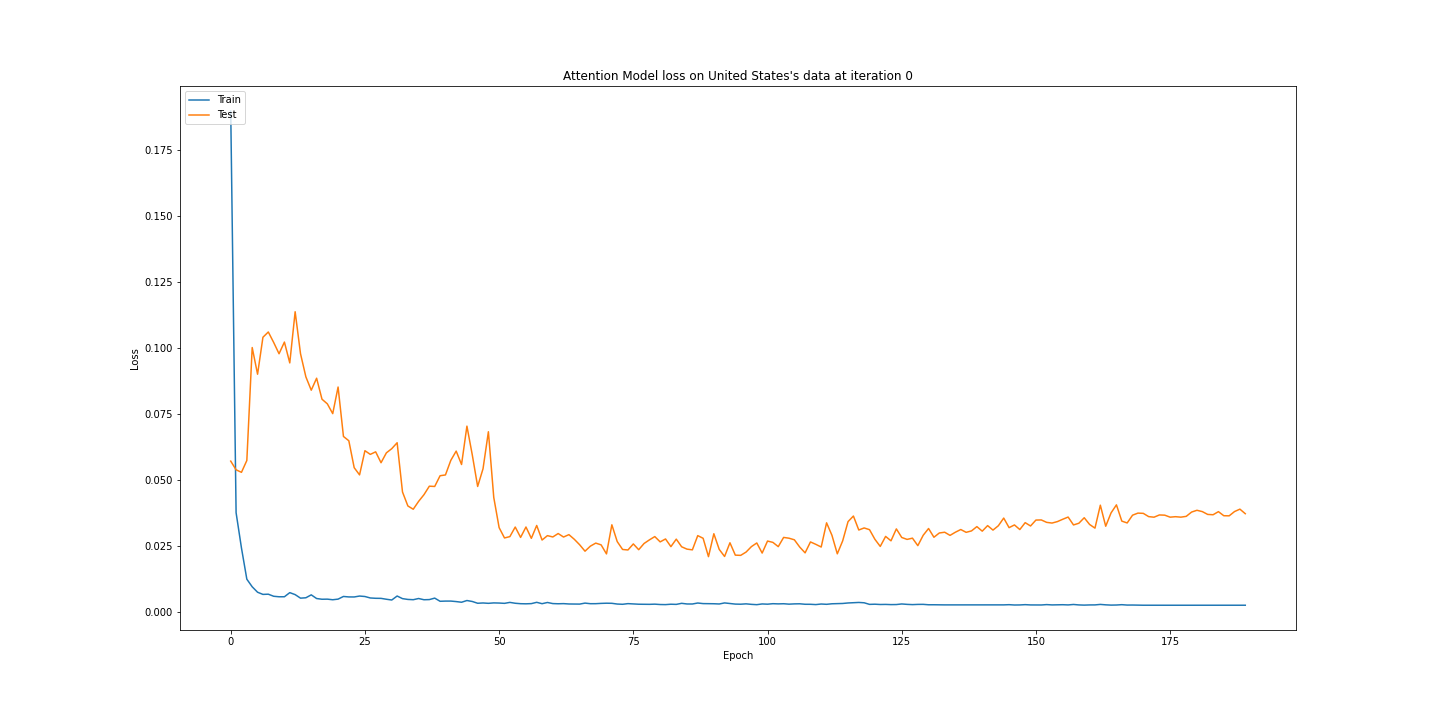 Attention Model loss on United States's data at iteration 0
Train
Test
0.175
0.150
0.125
0.100
0.075
0.050
0.025
0.000
Loss
0 25 50 75 100 125 150 175
Epoch